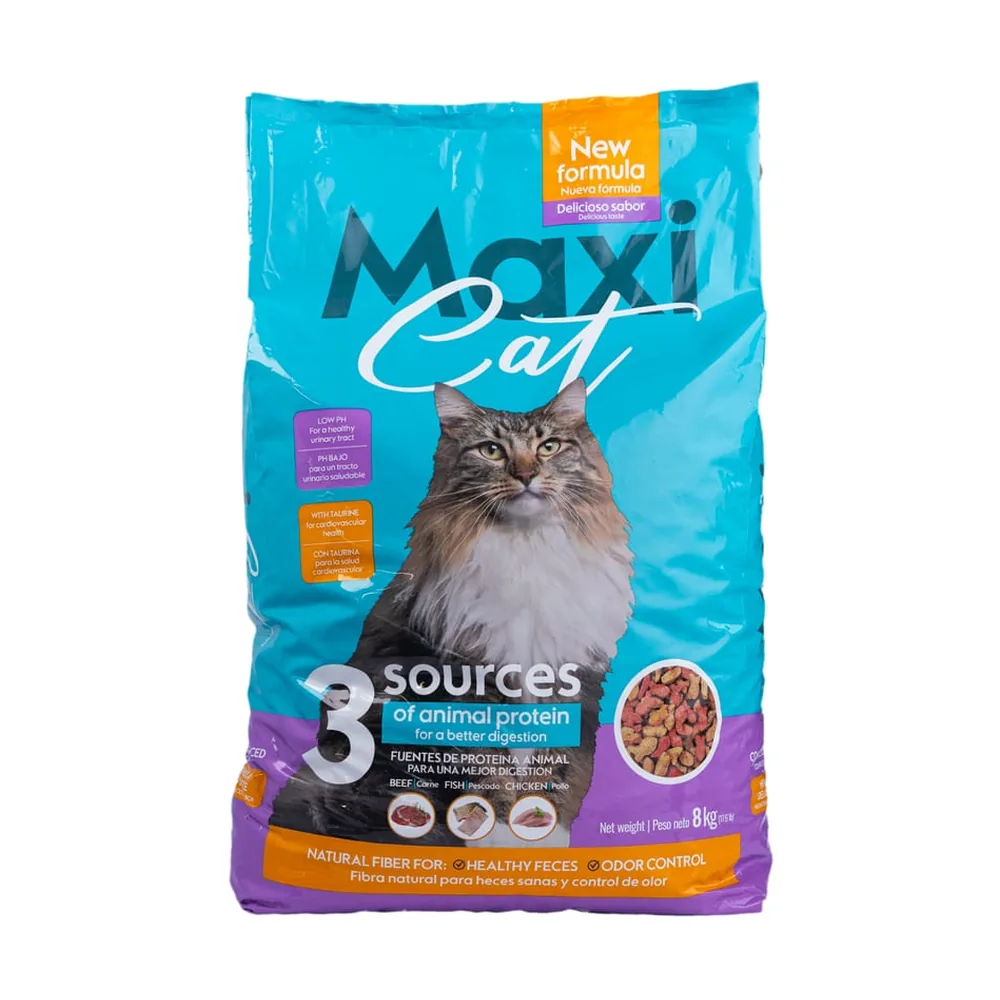 New
formula
Nueva formula
Delicioso sabor
Delicious taste
Maxi
Cat
LOW PH
For a healthy
urinary tract
PH BAJO
para un tracto
urinario saludable
WITH TAURINE
for cardiovascular
health
CON TAURINA
para la salud
cardiovascular
3 sources
of animal protein
for a better digestion
FUENTES DE PROTEINA ANIMAL
PARA UNA MEJOR DIGESTIÓN
BEEF|Carne FISH|Pescado CHICKEN|Pollo
Net weight | Peso neto 8 kg
NATURAL FIBER FOR: HEALTHY FECES ODOR CONTROL
Fibra natural para heces sanas y control de olor